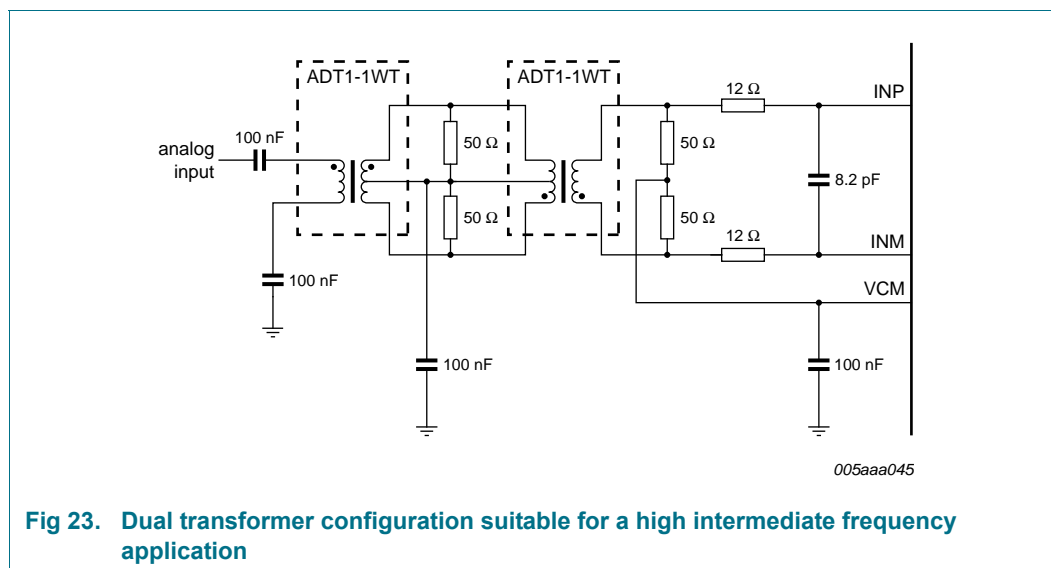 ADT1-1WT
ADT1-1WT
12 Ω
INP
100 nF
analog
input
50 Ω
50 Ω
8.2 pF
50 Ω
50 Ω
12 Ω
INM
100 nF
VCM
100 nF
100 nF
005aaa045
Fig 23. Dual transformer configuration suitable for a high intermediate frequency
application